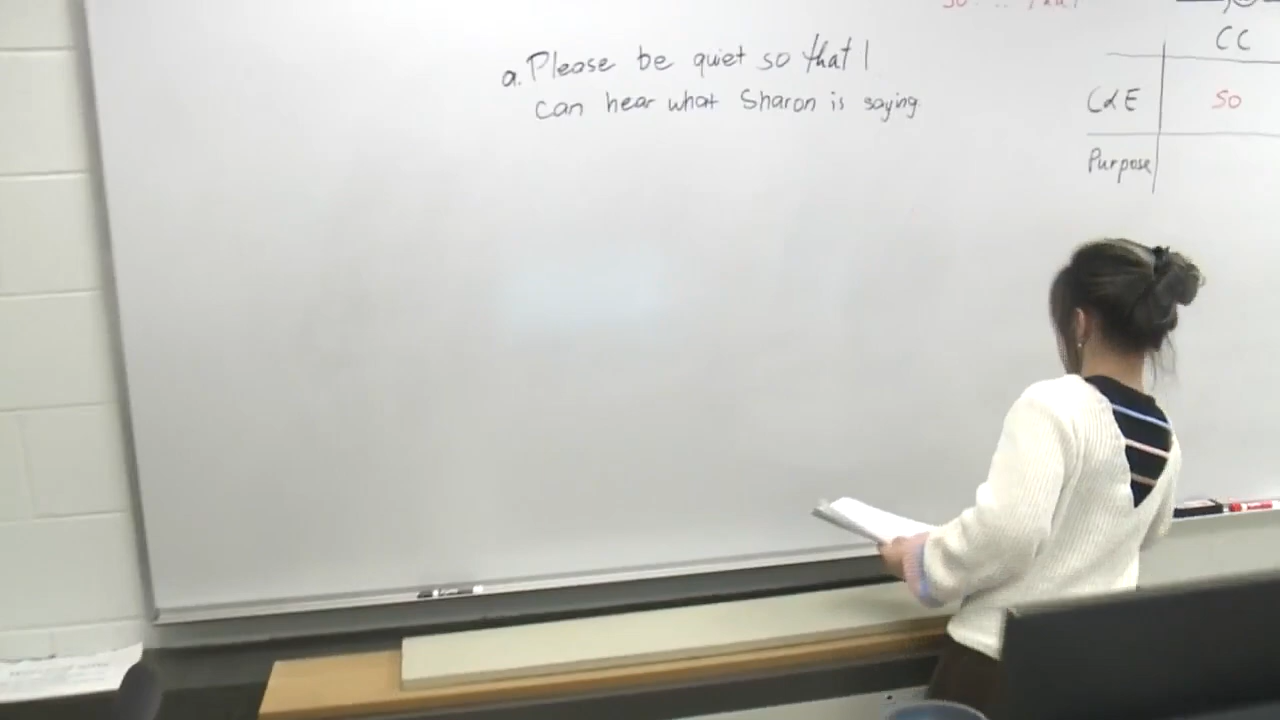 a. Please be quiet so that I
can hear what Sharon is saying.
CC
C&E
so
Purpose